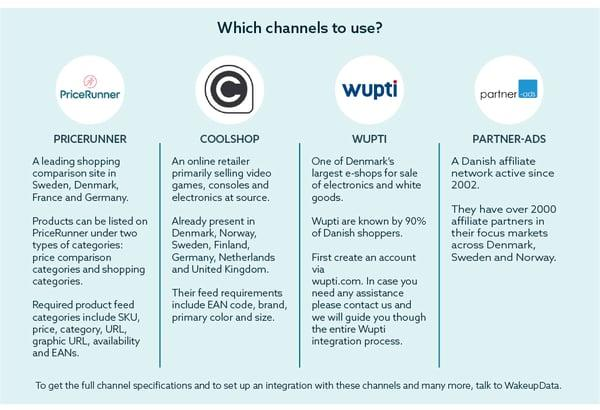 Which channels to use?
PriceRunner
C
wupti
partner-ads
PRICERUNNER
A leading shopping
comparison site in
Sweden, Denmark,
France and Germany.
Products can be listed on
PriceRunner under two
types of categories:
price comparison
categories and shopping
categories.
Required product feed
categories include SKU,
price, category, URL,
graphic URL, availability
and EANs.
COOLSHOP
An online retailer
primarily selling video
games, consoles and
electronics at source.
Already present in
Denmark, Norway,
Sweden, Finland,
Germany, Netherlands
and United Kingdom.
Their feed requirements
include EAN code, brand,
primary color and size.
WUPTI
One of Denmark's
largest e-shops for sale
of electronics and white
goods.
Wupti are known by 90%
of Danish shoppers.
First create an account
via
wupti.com. In case you
need any assistance
please contact us and
we will guide you though
the entire Wupti
integration process.
PARTNER-ADS
A Danish affiliate
network active since
2002.
They have over 2000
affiliate partners in
their focus markets
across Denmark,
Sweden and Norway.
To get the full channel specifications and to set up an integration with these channels and many more, talk to WakeupData.